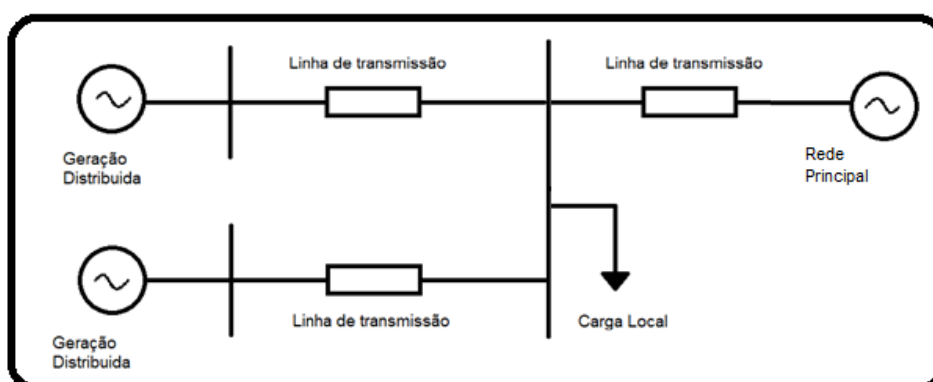 Linha de transmissão
Linha de transmissão
Geração
Distribuida
Rede
Principal
Linha de transmissão
Carga Local
Geração
Distribuida